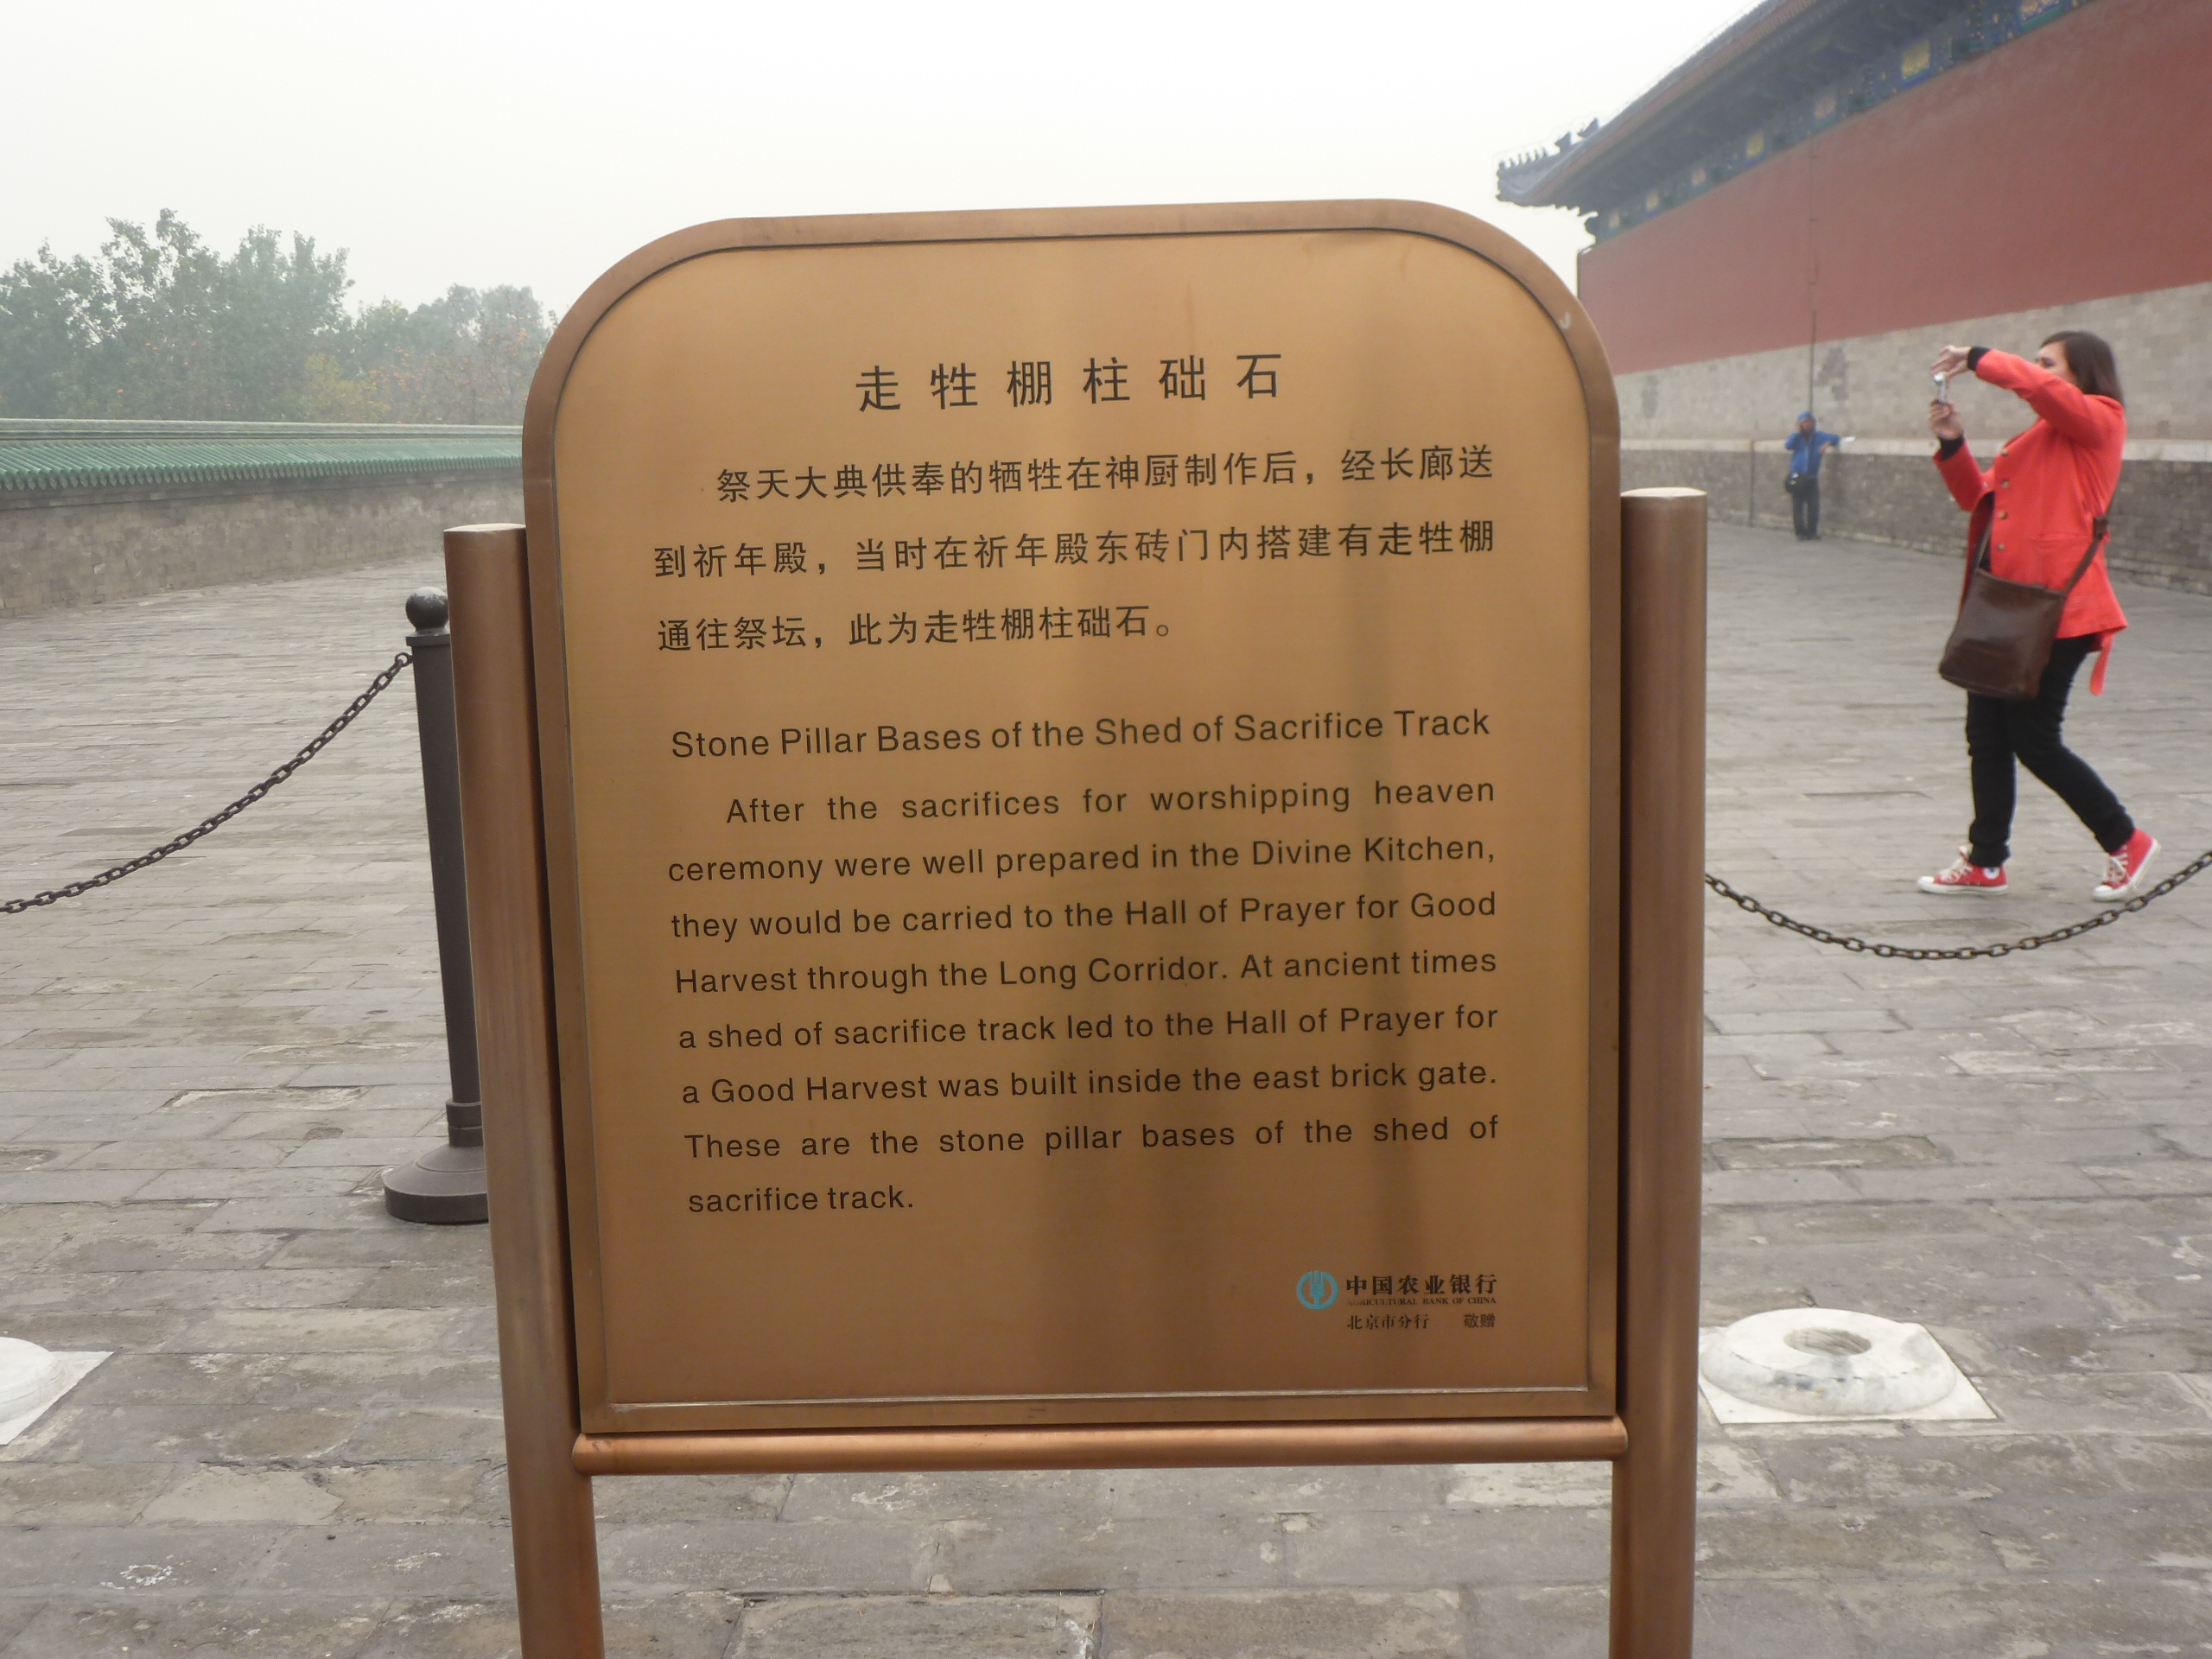 走牲棚柱础石
祭天大典供奉的牺牲在神厨制作后，经长廊送
到祈年殿，当时在祈年殿东砖门内搭建有走牲棚
通往祭坛，此为走牲棚柱础石。
Stone Pillar Bases of the Shed of Sacrifice Track
After the sacrifices for worshipping heaven
ceremony were well prepared in the Divine Kitchen,
they would be carried to the Hall of Prayer for Good
Harvest through the Long Corridor. At ancient times
a shed of sacrifice track led to the Hall of Prayer for
a Good Harvest was built inside the east brick gate.
These are the stone pillar bases of the shed of
sacrifice track.
中国农业银行
AGRICULTURAL BANK OF CHINA
北京市分行 敬赠